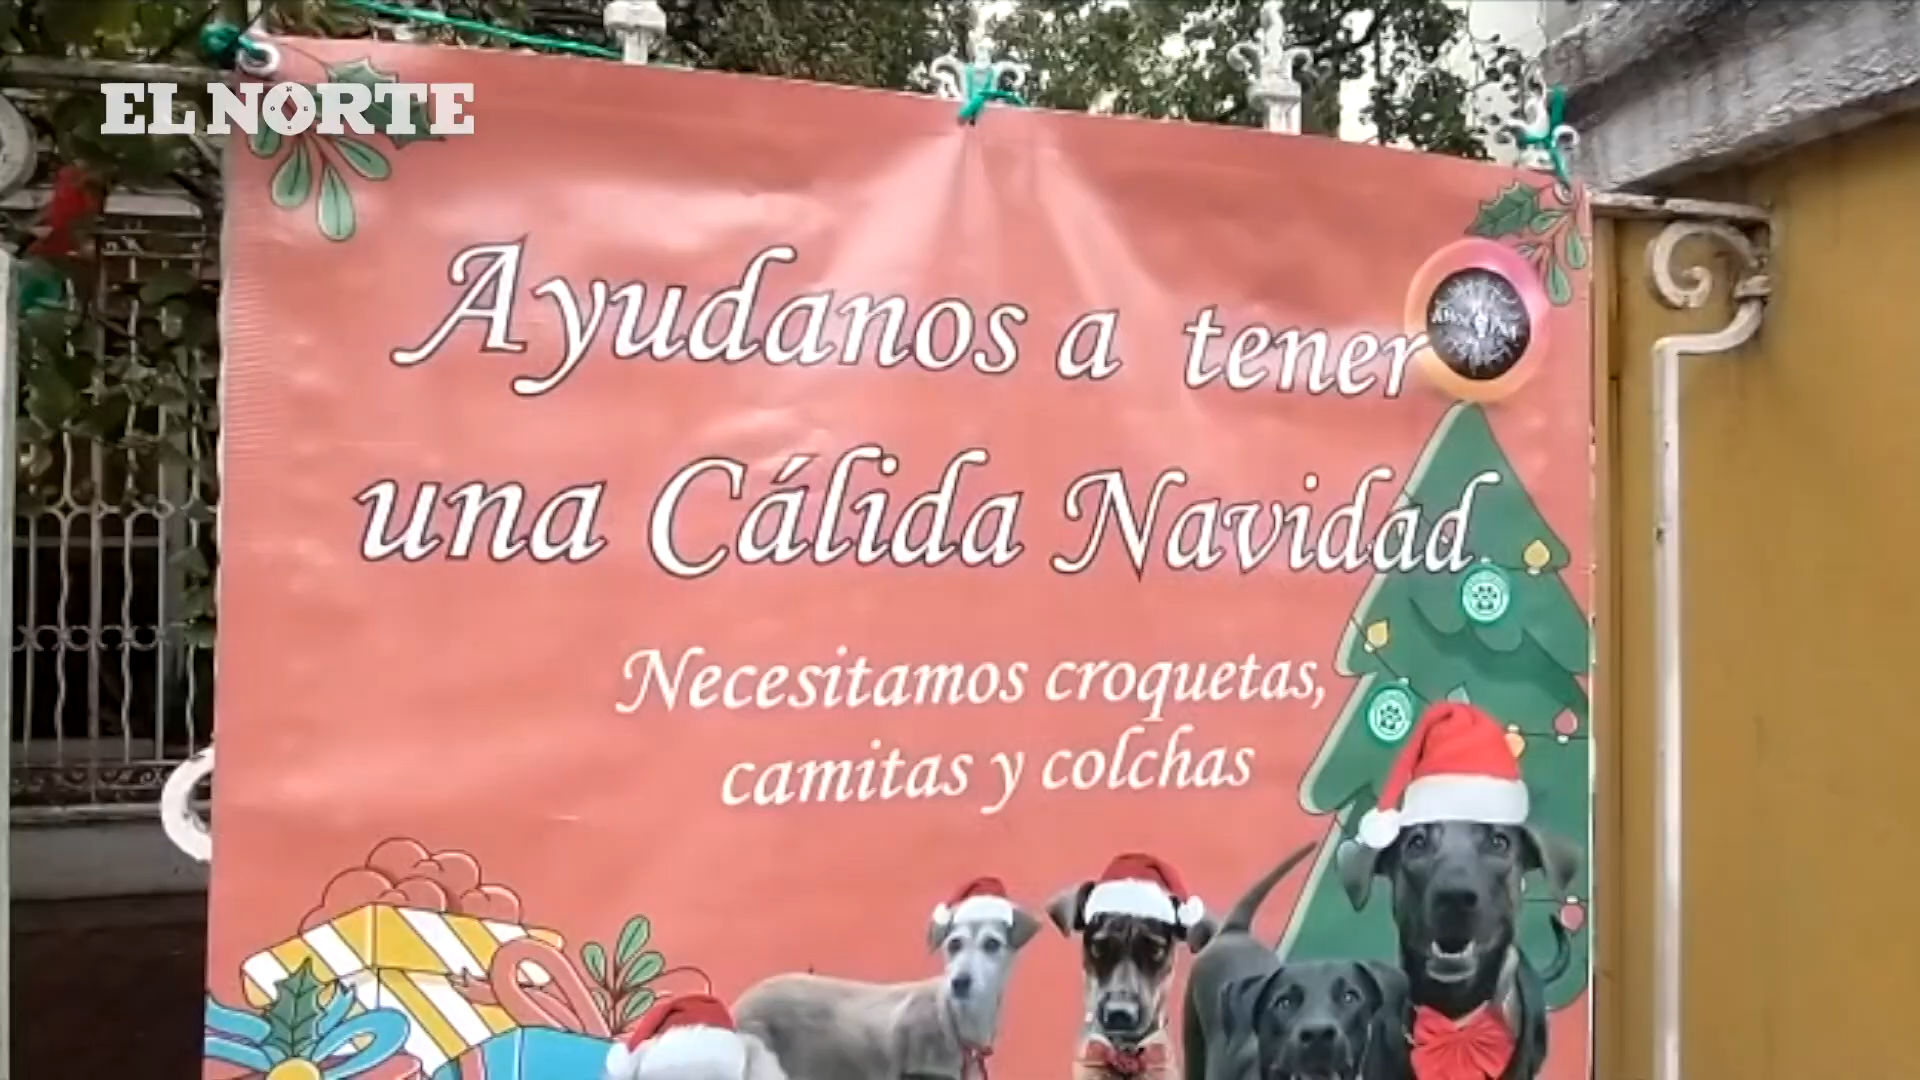 EL NORTE
Ayudanos a tener
una Cálida Navidad
Necesitamos croquetas,
camitas y colchas